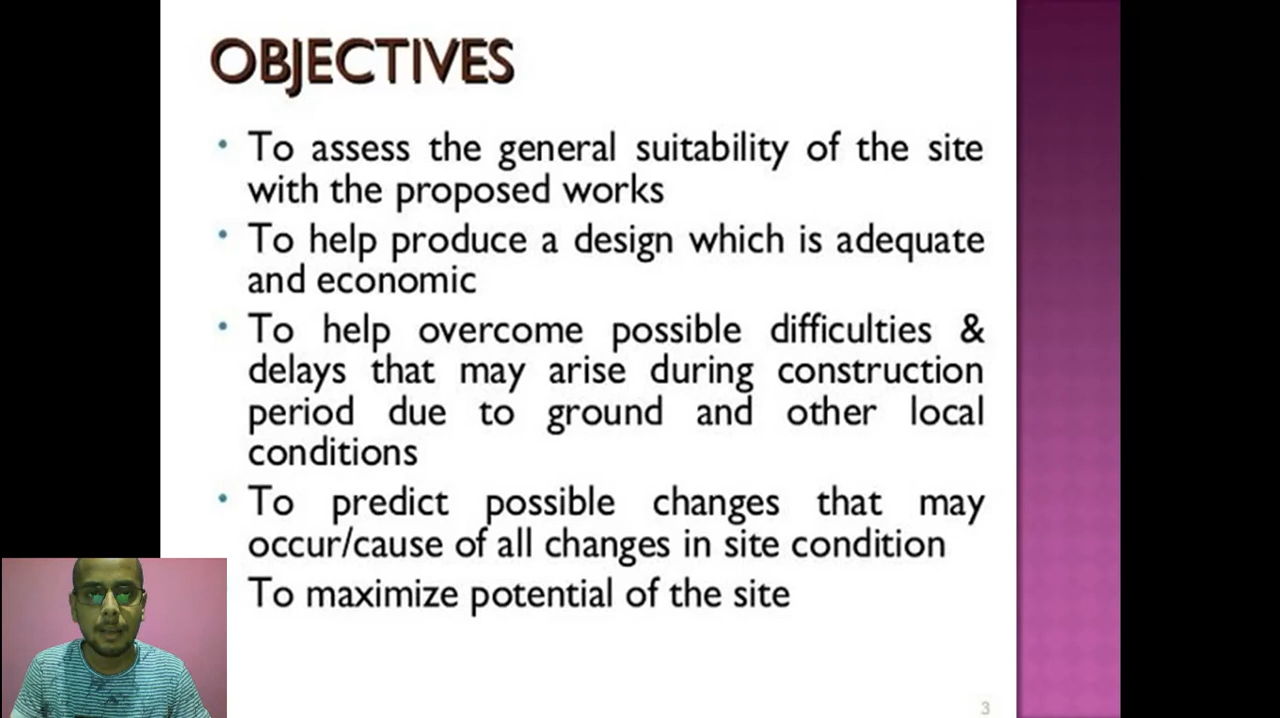 OBJECTIVES
• To assess the general suitability of the site
with the proposed works
• To help produce a design which is adequate
and economic
• To help overcome possible difficulties &
delays that may arise during construction
period due to ground and other local
conditions
• To predict possible changes that may
occur/cause of all changes in site condition
To maximize potential of the site
3